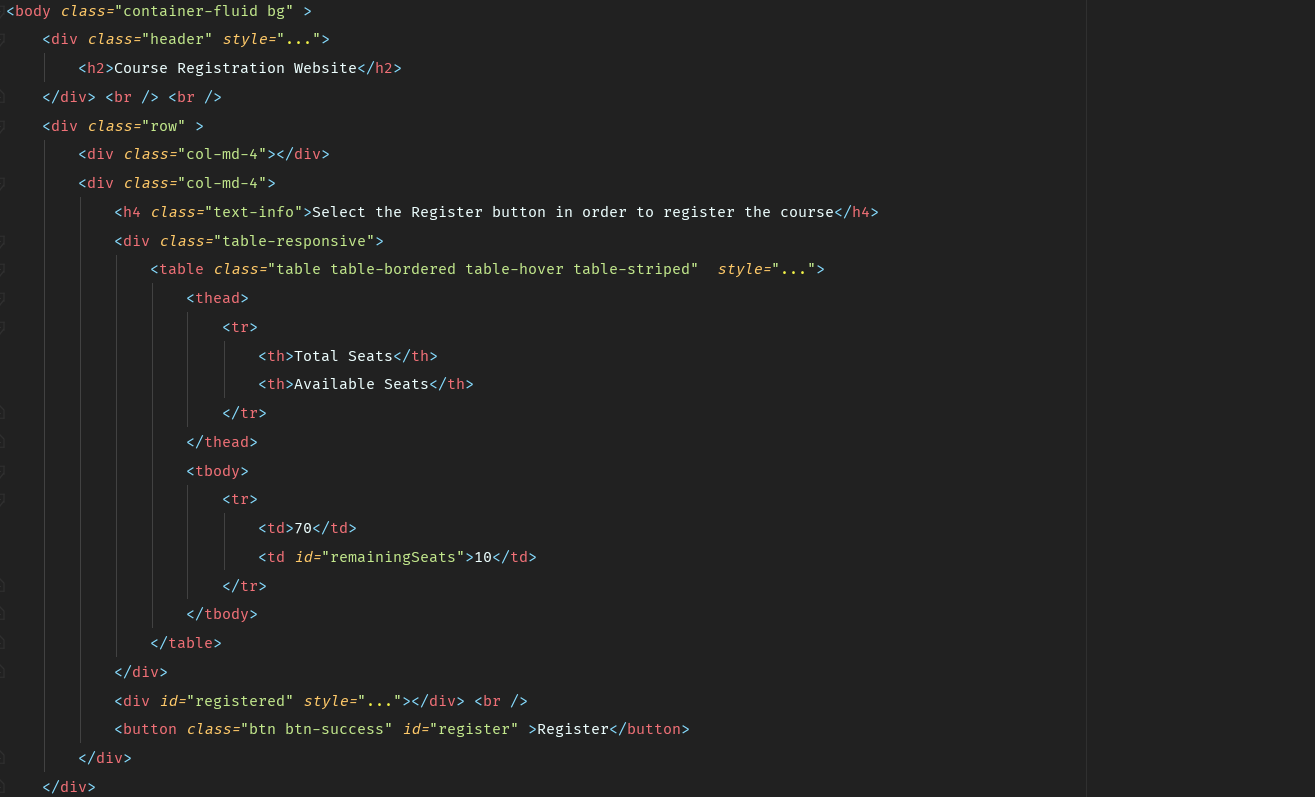 <body class="container-fluid bg" >
    <div class="header" style="...">
        <h2>Course Registration Website</h2>
    </div> <br /> <br />
    <div class="row" >
        <div class="col-md-4"></div>
        <div class="col-md-4">
            <h4 class="text-info">Select the Register button in order to register the course</h4>
            <div class="table-responsive">
                <table class="table table-bordered table-hover table-striped"  style="...">
                    <thead>
                        <tr>
                            <th>Total Seats</th>
                            <th>Available Seats</th>
                        </tr>
                    </thead>
                    <tbody>
                        <tr>
                            <td>70</td>
                            <td id="remainingSeats">10</td>
                        </tr>
                    </tbody>
                </table>
            </div>
            <div id="registered" style="..."></div> <br />
            <button class="btn btn-success" id="register" >Register</button>
        </div>
    </div>